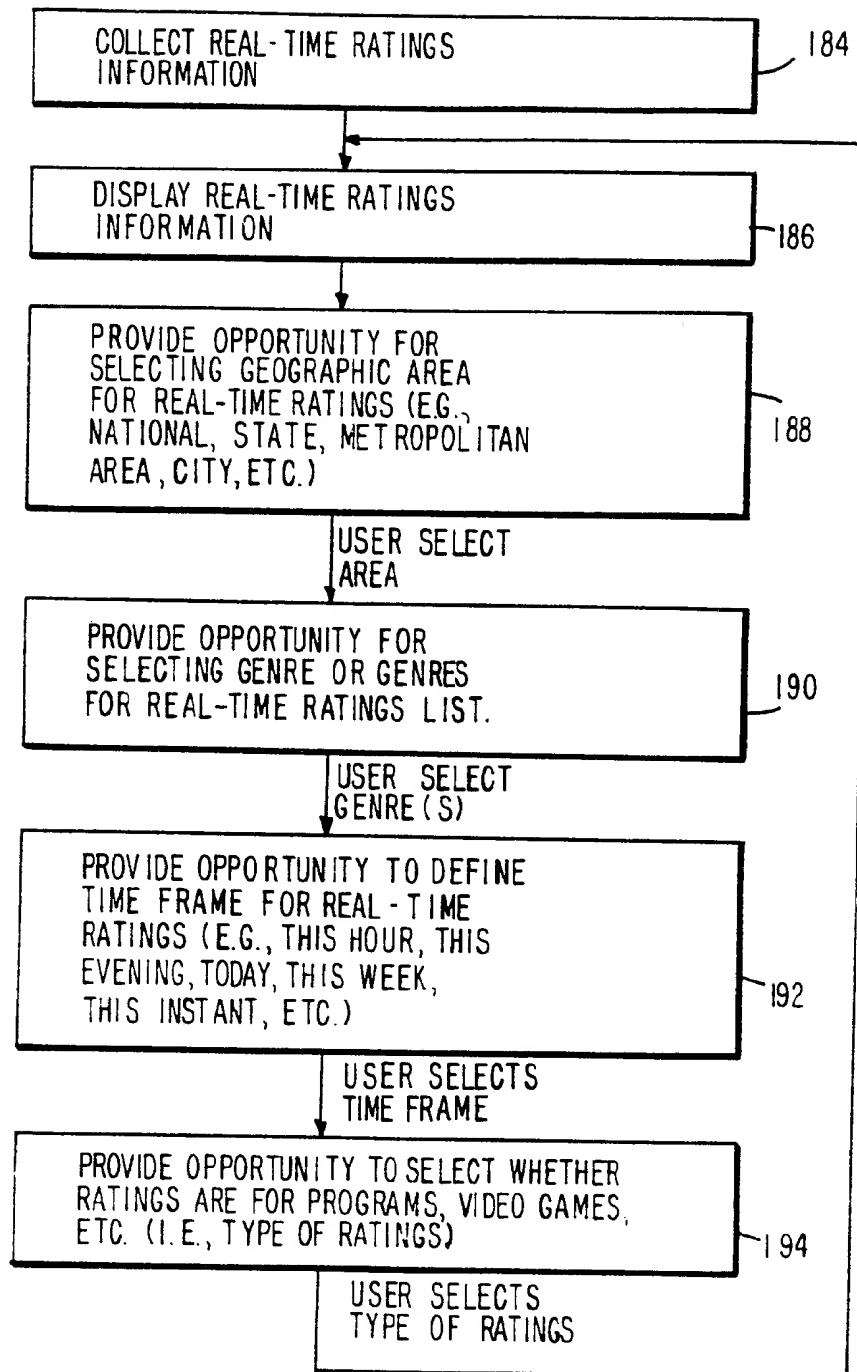 COLLECT REAL-TIME RATINGS
INFORMATION
184
DISPLAY REAL-TIME RATINGS
INFORMATION
186
PROVIDE OPPORTUNITY FOR
SELECTING GEOGRAPHIC AREA
FOR REAL-TIME RATINGS (E.G.,
NATIONAL, STATE, METROPOLITAN
AREA, CITY, ETC.)
188
USER SELECT
AREA
PROVIDE OPPORTUNITY FOR
SELECTING GENRE OR GENRES
FOR REAL-TIME RATINGS LIST.
190
USER SELECT
GENRE(S)
PROVIDE OPPORTUNITY TO DEFINE
TIME FRAME FOR REAL-TIME
RATINGS (E.G., THIS HOUR, THIS
EVENING, TODAY, THIS WEEK,
THIS INSTANT, ETC.)
192
USER SELECTS
TIME FRAME
PROVIDE OPPORTUNITY TO SELECT WHETHER
RATINGS ARE FOR PROGRAMS, VIDEO GAMES,
ETC. (I.E., TYPE OF RATINGS)
194
USER SELECTS
TYPE OF RATINGS